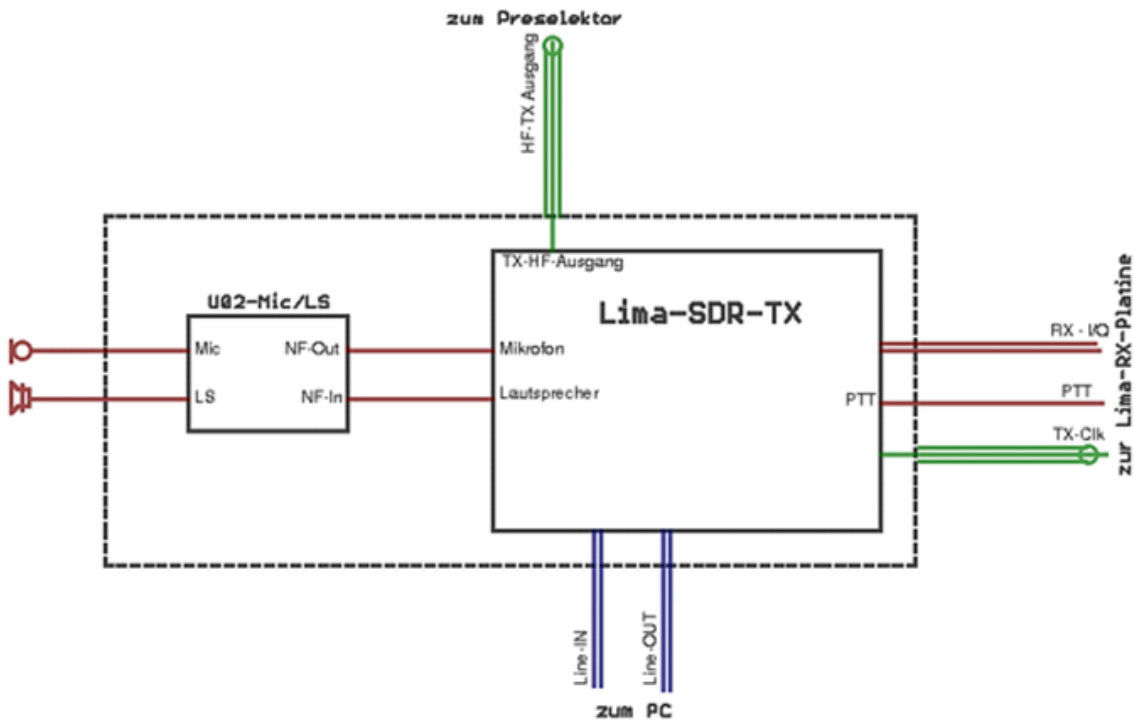 zum Preselektor
HF-TX Ausgang
TX-HF-Ausgang
Lima-SDR-TX
U02-Mic/LS
Mic
NF-Out
LS
NF-In
Mikrofon
Lautsprecher
PTT
RX - I/Q
PTT
TX-Clk
zur Lima-RX-Platine
Line-IN
Line-OUT
zum PC